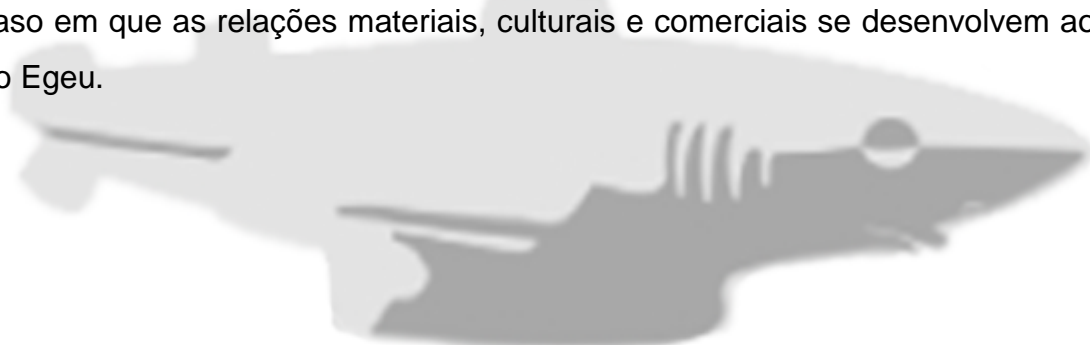 aso em que as relações materiais, culturais e comerciais se desenvolvem ao
o Egeu.